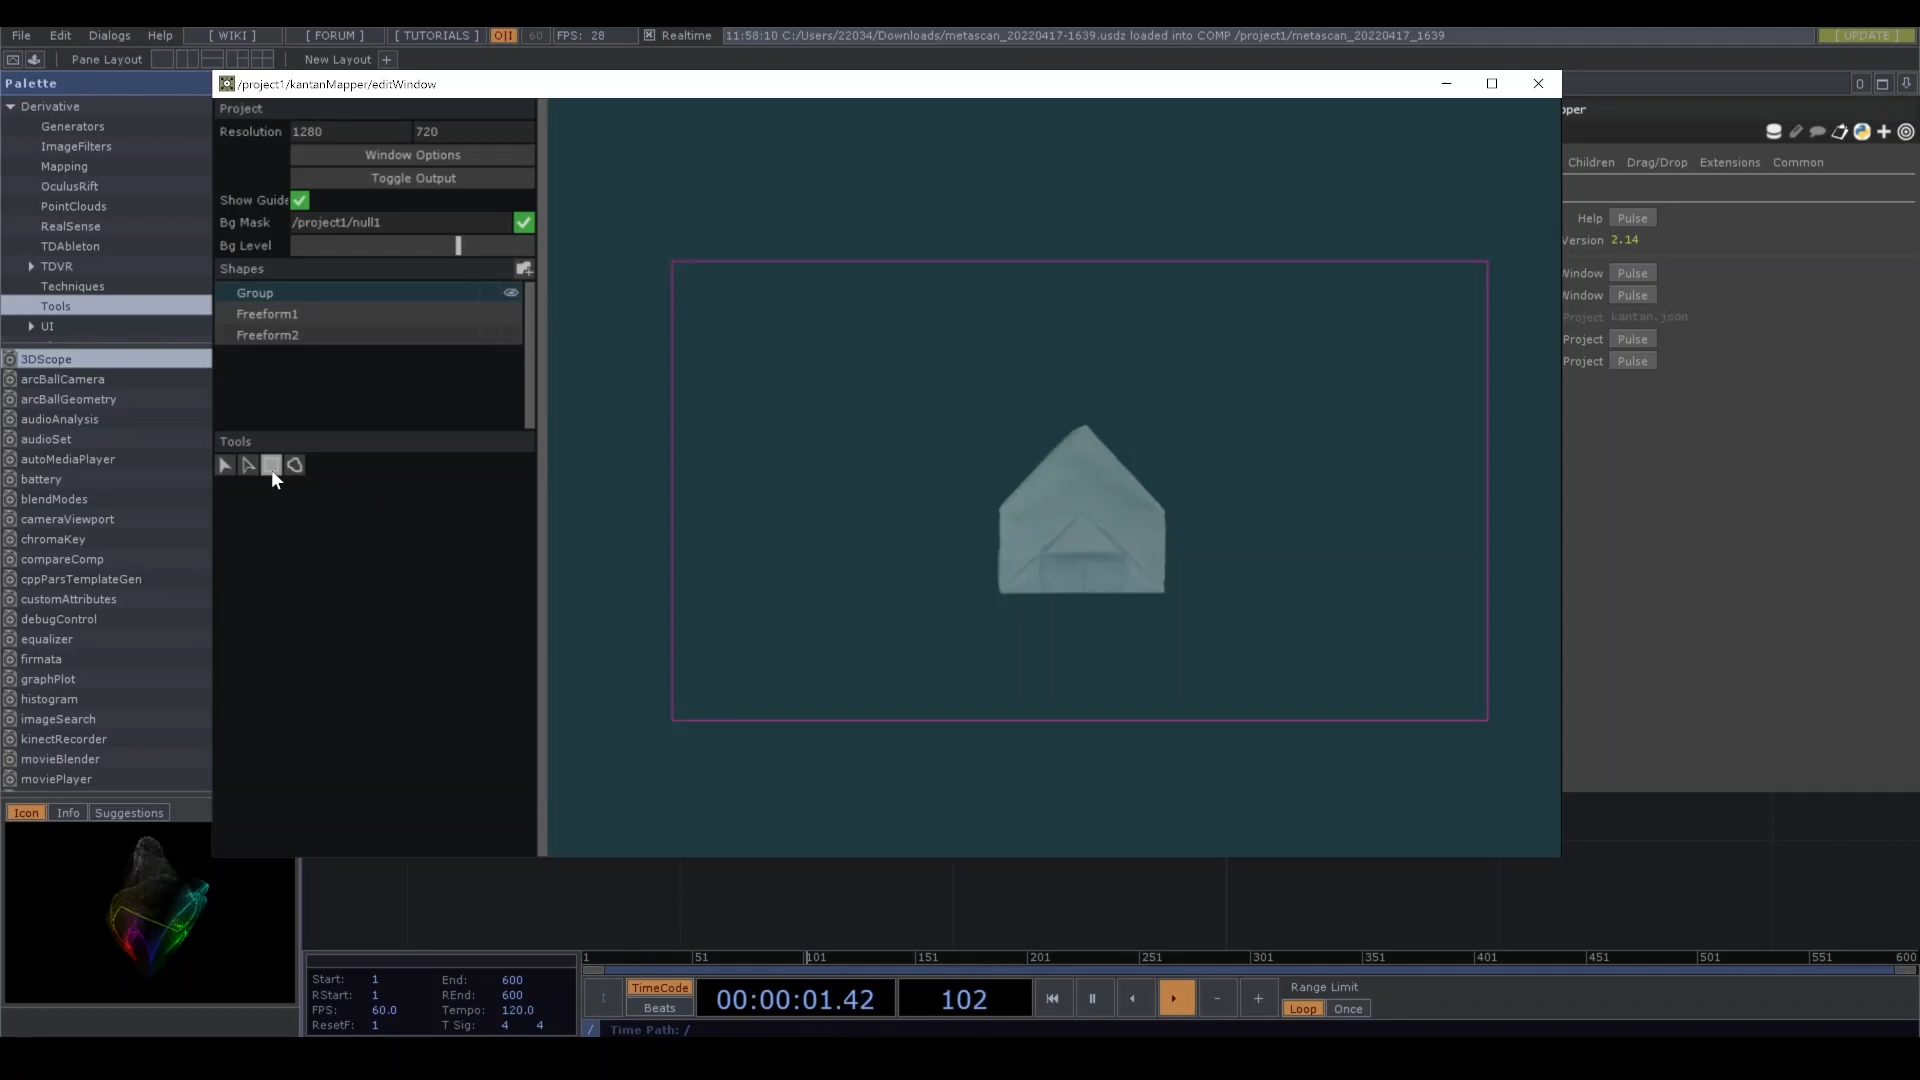 File Edit Dialogs Help [ WIKI ] [ FORUM ] [ TUTORIALS ] O|I 60 FPS: 28 Realtime 11:58:10 C:/Users/22034/Downloads/metascan_20220417-1639.usdz loaded into COMP /project1/metascan_20220417_1639 [ UPDATE ]
Pane Layout New Layout +
Palette
/project1/kantanMapper/editWindow
Derivative
Generators
ImageFilters
Mapping
OculusRift
PointClouds
RealSense
TDAbleton
TDVR
Techniques
Tools
UI
3DScope
arcBallCamera
arcBallGeometry
audioAnalysis
audioSet
autoMediaPlayer
battery
blendModes
cameraViewport
chromaKey
compareComp
cppParsTemplateGen
customAttributes
debugControl
equalizer
firmata
graphPlot
histogram
imageSearch
kinectRecorder
movieBlender
moviePlayer
Icon Info Suggestions
Project
Resolution 1280 720
Window Options
Toggle Output
Show Guide
Bg Mask /project1/null1
Bg Level
Shapes
Group
Freeform1
Freeform2
Tools
0
pper
Children Drag/Drop Extensions Common
Help Pulse
Version 2.14
Window Pulse
Window Pulse
Project kantan.json
Project Pulse
Project Pulse
1 51 101 151 201 251 301 351 401 451 501 551 600
Start: 1 End: 600
RStart: 1 REnd: 600
FPS: 60.0 Tempo: 120.0
ResetF: 1 T Sig: 4 4
TimeCode
Beats
00:00:01.42 102
- +
Range Limit
Loop Once
/ Time Path: /